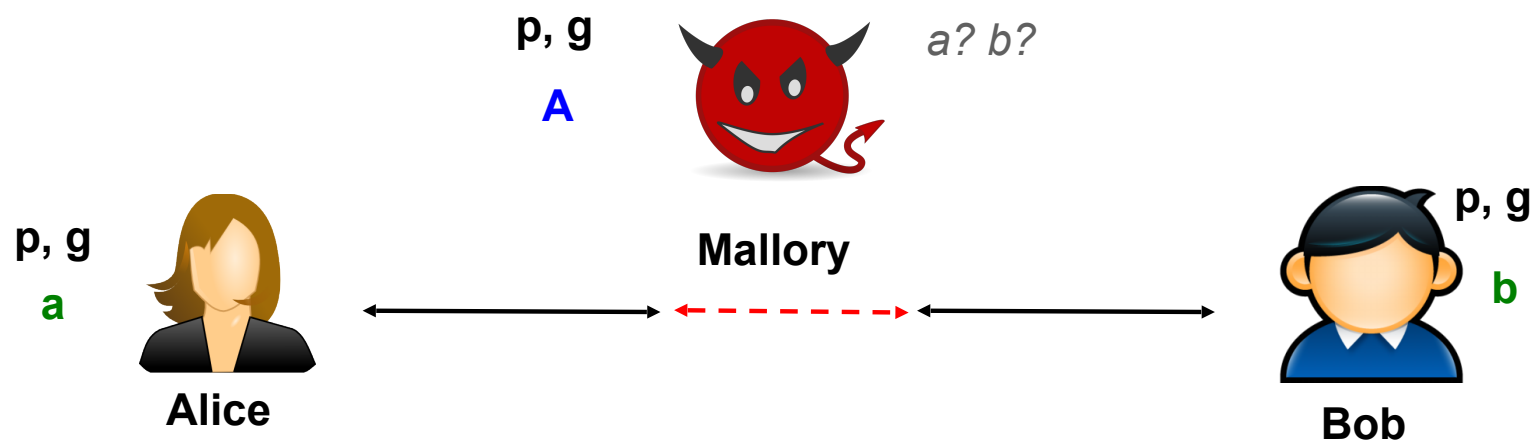 p, g
a? b?
A
p, g
p, g
Mallory
a
b
Alice
Bob